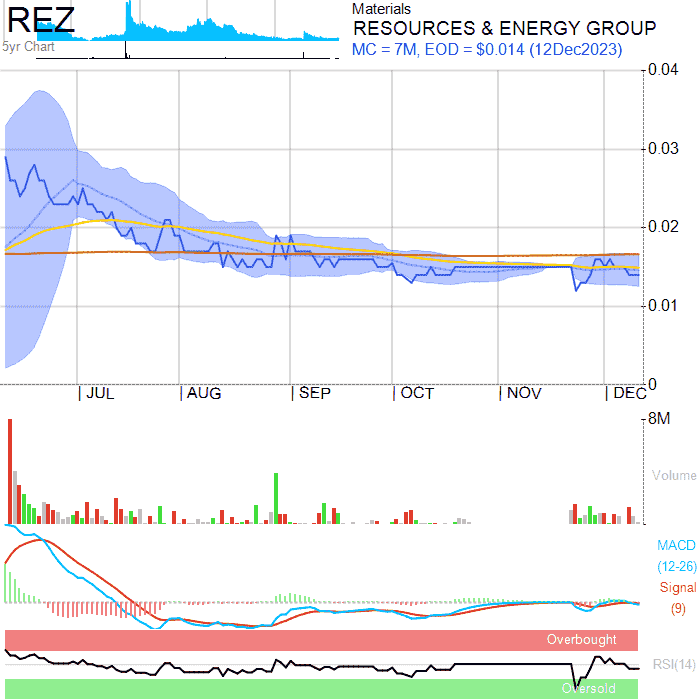 REZ
5yr Chart
Materials
RESOURCES & ENERGY GROUP
MC = 7M, EOD = $0.014 (12Dec2023)
0.04
0.03
0.02
0.01
0
JUL AUG SEP OCT NOV DEC
8M
Volume
MACD
(12-26)
Signal
(9)
Overbought
RSI(14)
Oversold